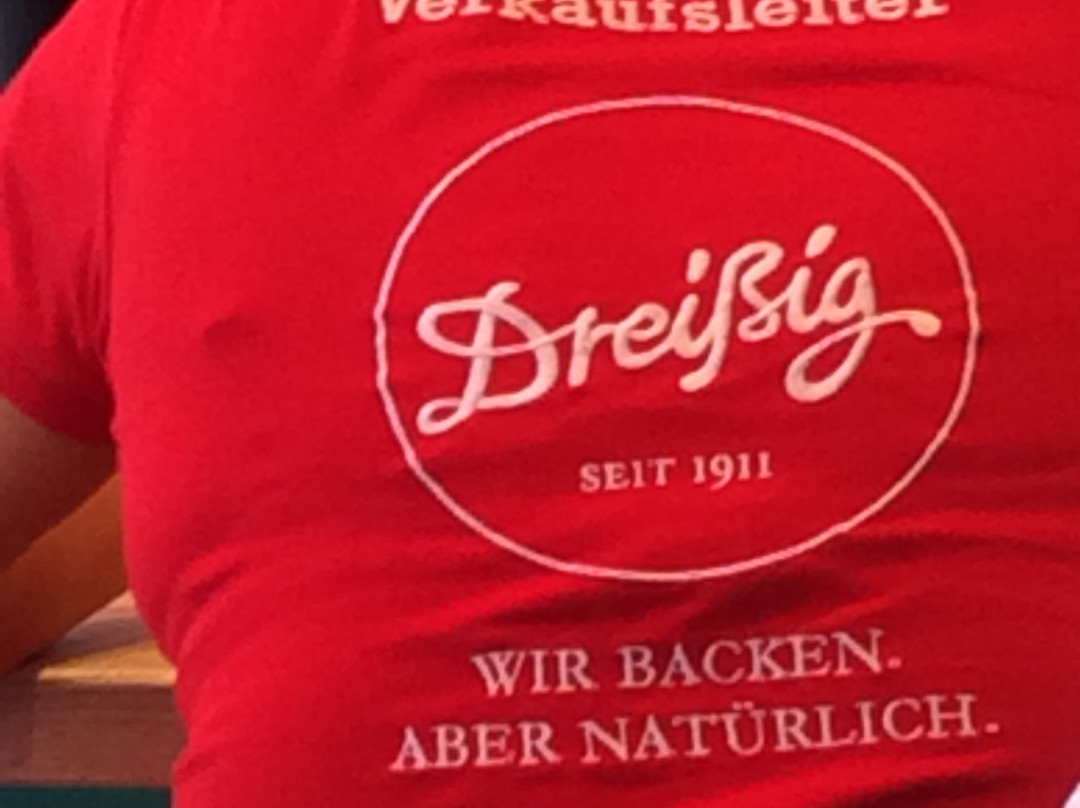 Verkaufsleiter
Dreißig
SEIT 1911
WIR BACKEN.
ABER NATÜRLICH.